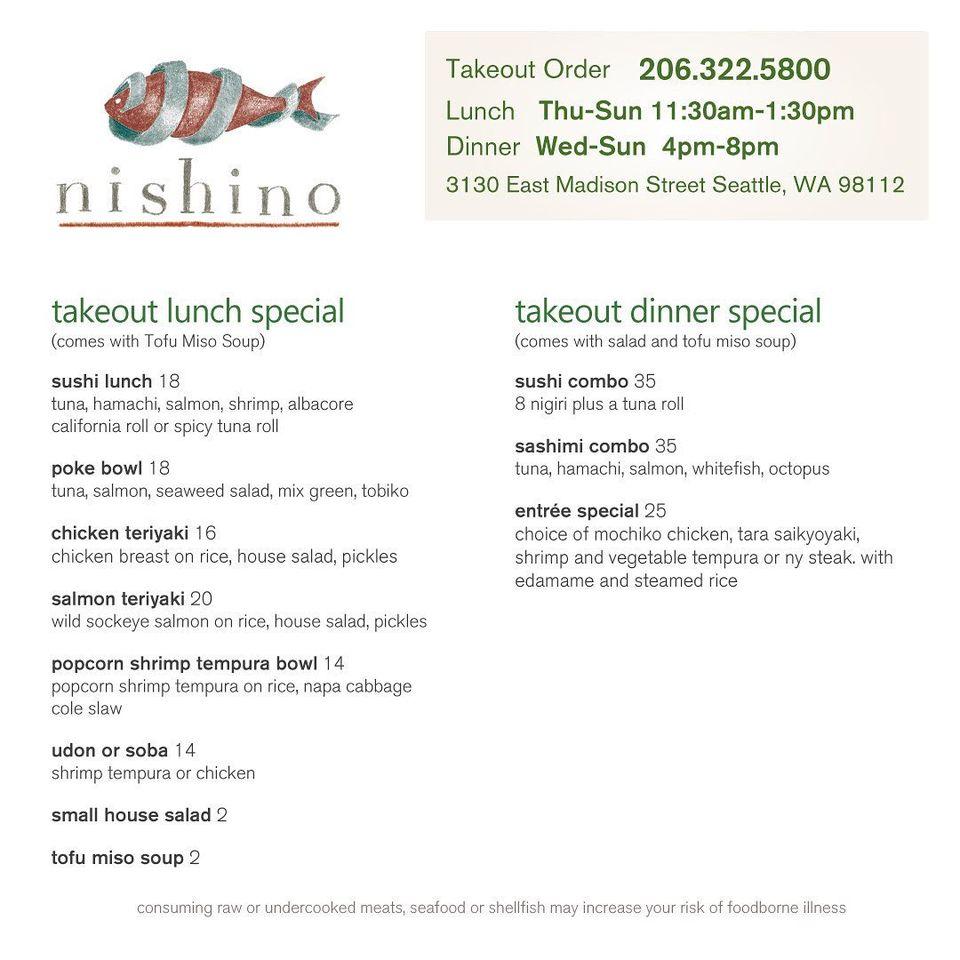 nishino
Takeout Order 206.322.5800
Lunch Thu-Sun 11:30am-1:30pm
Dinner Wed-Sun 4pm-8pm
3130 East Madison Street Seattle, WA 98112
takeout lunch special
(comes with Tofu Miso Soup)
sushi lunch 18
tuna, hamachi, salmon, shrimp, albacore
california roll or spicy tuna roll
poke bowl 18
tuna, salmon, seaweed salad, mix green, tobiko
chicken teriyaki 16
chicken breast on rice, house salad, pickles
salmon teriyaki 20
wild sockeye salmon on rice, house salad, pickles
popcorn shrimp tempura bowl 14
popcorn shrimp tempura on rice, napa cabbage
cole slaw
udon or soba 14
shrimp tempura or chicken
small house salad 2
tofu miso soup 2
takeout dinner special
(comes with salad and tofu miso soup)
sushi combo 35
8 nigiri plus a tuna roll
sashimi combo 35
tuna, hamachi, salmon, whitefish, octopus
entrée special 25
choice of mochiko chicken, tara saikyoyaki,
shrimp and vegetable tempura or ny steak. with
edamame and steamed rice
consuming raw or undercooked meats, seafood or shellfish may increase your risk of foodborne illness